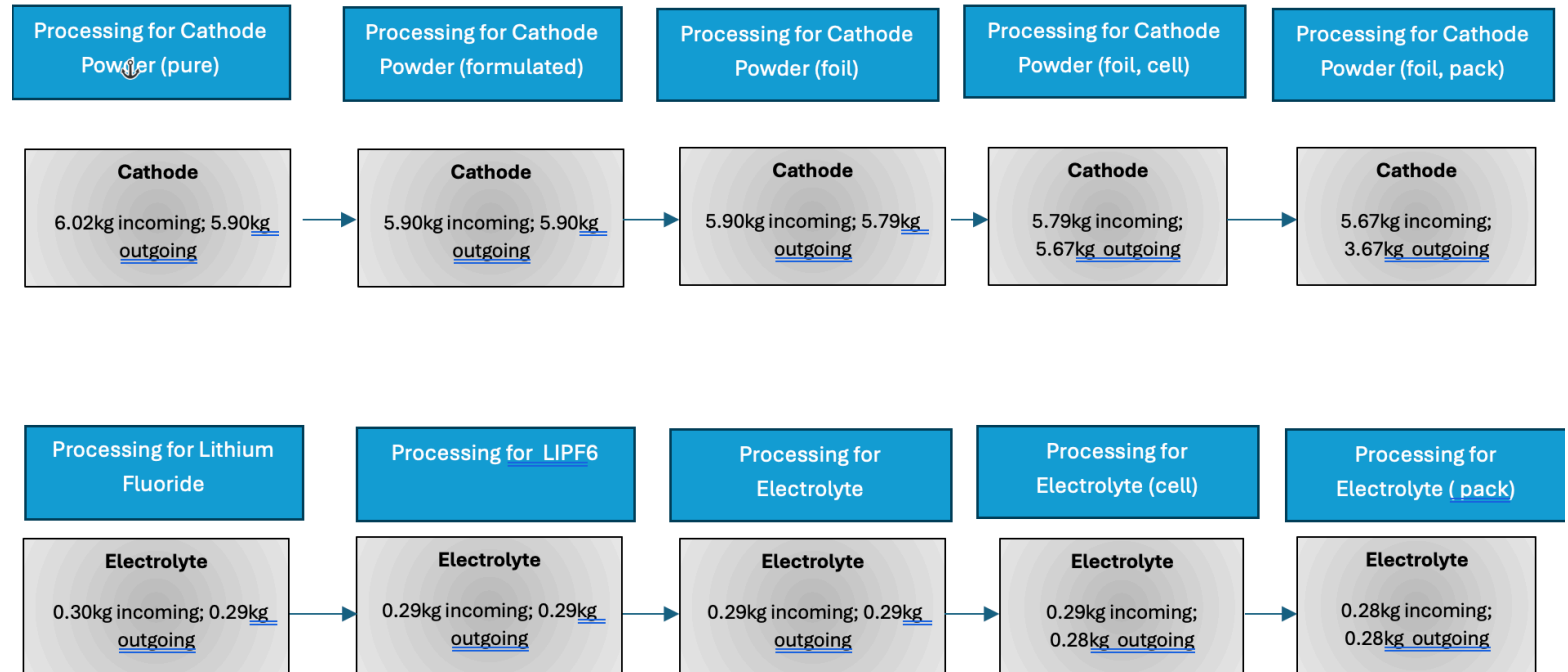 Processing for Cathode
Powder (pure)
Processing for Cathode
Powder (formulated)
Processing for Cathode
Powder (foil)
Processing for Cathode
Powder (foil, cell)
Processing for Cathode
Powder (foil, pack)
Cathode
6.02kg incoming; 5.90kg
outgoing
Cathode
5.90kg incoming; 5.90kg
outgoing
Cathode
5.90kg incoming; 5.79kg
outgoing
Cathode
5.79kg incoming;
5.67kg outgoing
Cathode
5.67kg incoming;
3.67kg outgoing
Processing for Lithium
Fluoride
Processing for LIPF6
Processing for
Electrolyte
Processing for
Electrolyte (cell)
Processing for
Electrolyte ( pack)
Electrolyte
0.30kg incoming; 0.29kg
outgoing
Electrolyte
0.29kg incoming; 0.29kg
outgoing
Electrolyte
0.29kg incoming; 0.29kg
outgoing
Electrolyte
0.29kg incoming;
0.28kg outgoing
Electrolyte
0.28kg incoming;
0.28kg outgoing